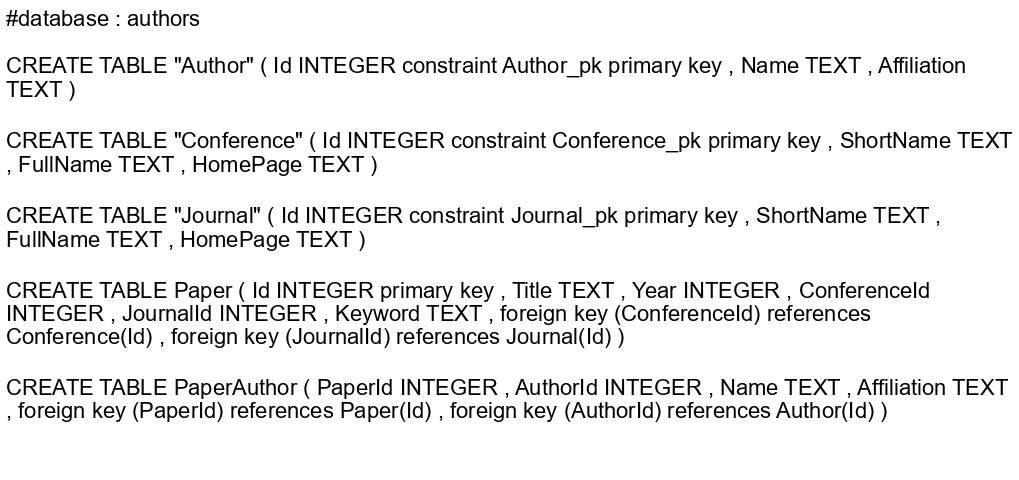 #database : authors
CREATE TABLE "Author" ( Id INTEGER constraint Author_pk primary key , Name TEXT , Affiliation
TEXT )
CREATE TABLE "Conference" ( Id INTEGER constraint Conference_pk primary key , ShortName TEXT
, FullName TEXT , HomePage TEXT )
CREATE TABLE "Journal" ( Id INTEGER constraint Journal_pk primary key , ShortName TEXT ,
FullName TEXT , HomePage TEXT )
CREATE TABLE Paper ( Id INTEGER primary key , Title TEXT , Year INTEGER , ConferenceId
INTEGER , JournalId INTEGER , Keyword TEXT , foreign key (ConferenceId) references
Conference(Id) , foreign key (JournalId) references Journal(Id) )
CREATE TABLE PaperAuthor ( PaperId INTEGER , AuthorId INTEGER , Name TEXT , Affiliation TEXT
, foreign key (PaperId) references Paper(Id) , foreign key (AuthorId) references Author(Id) )